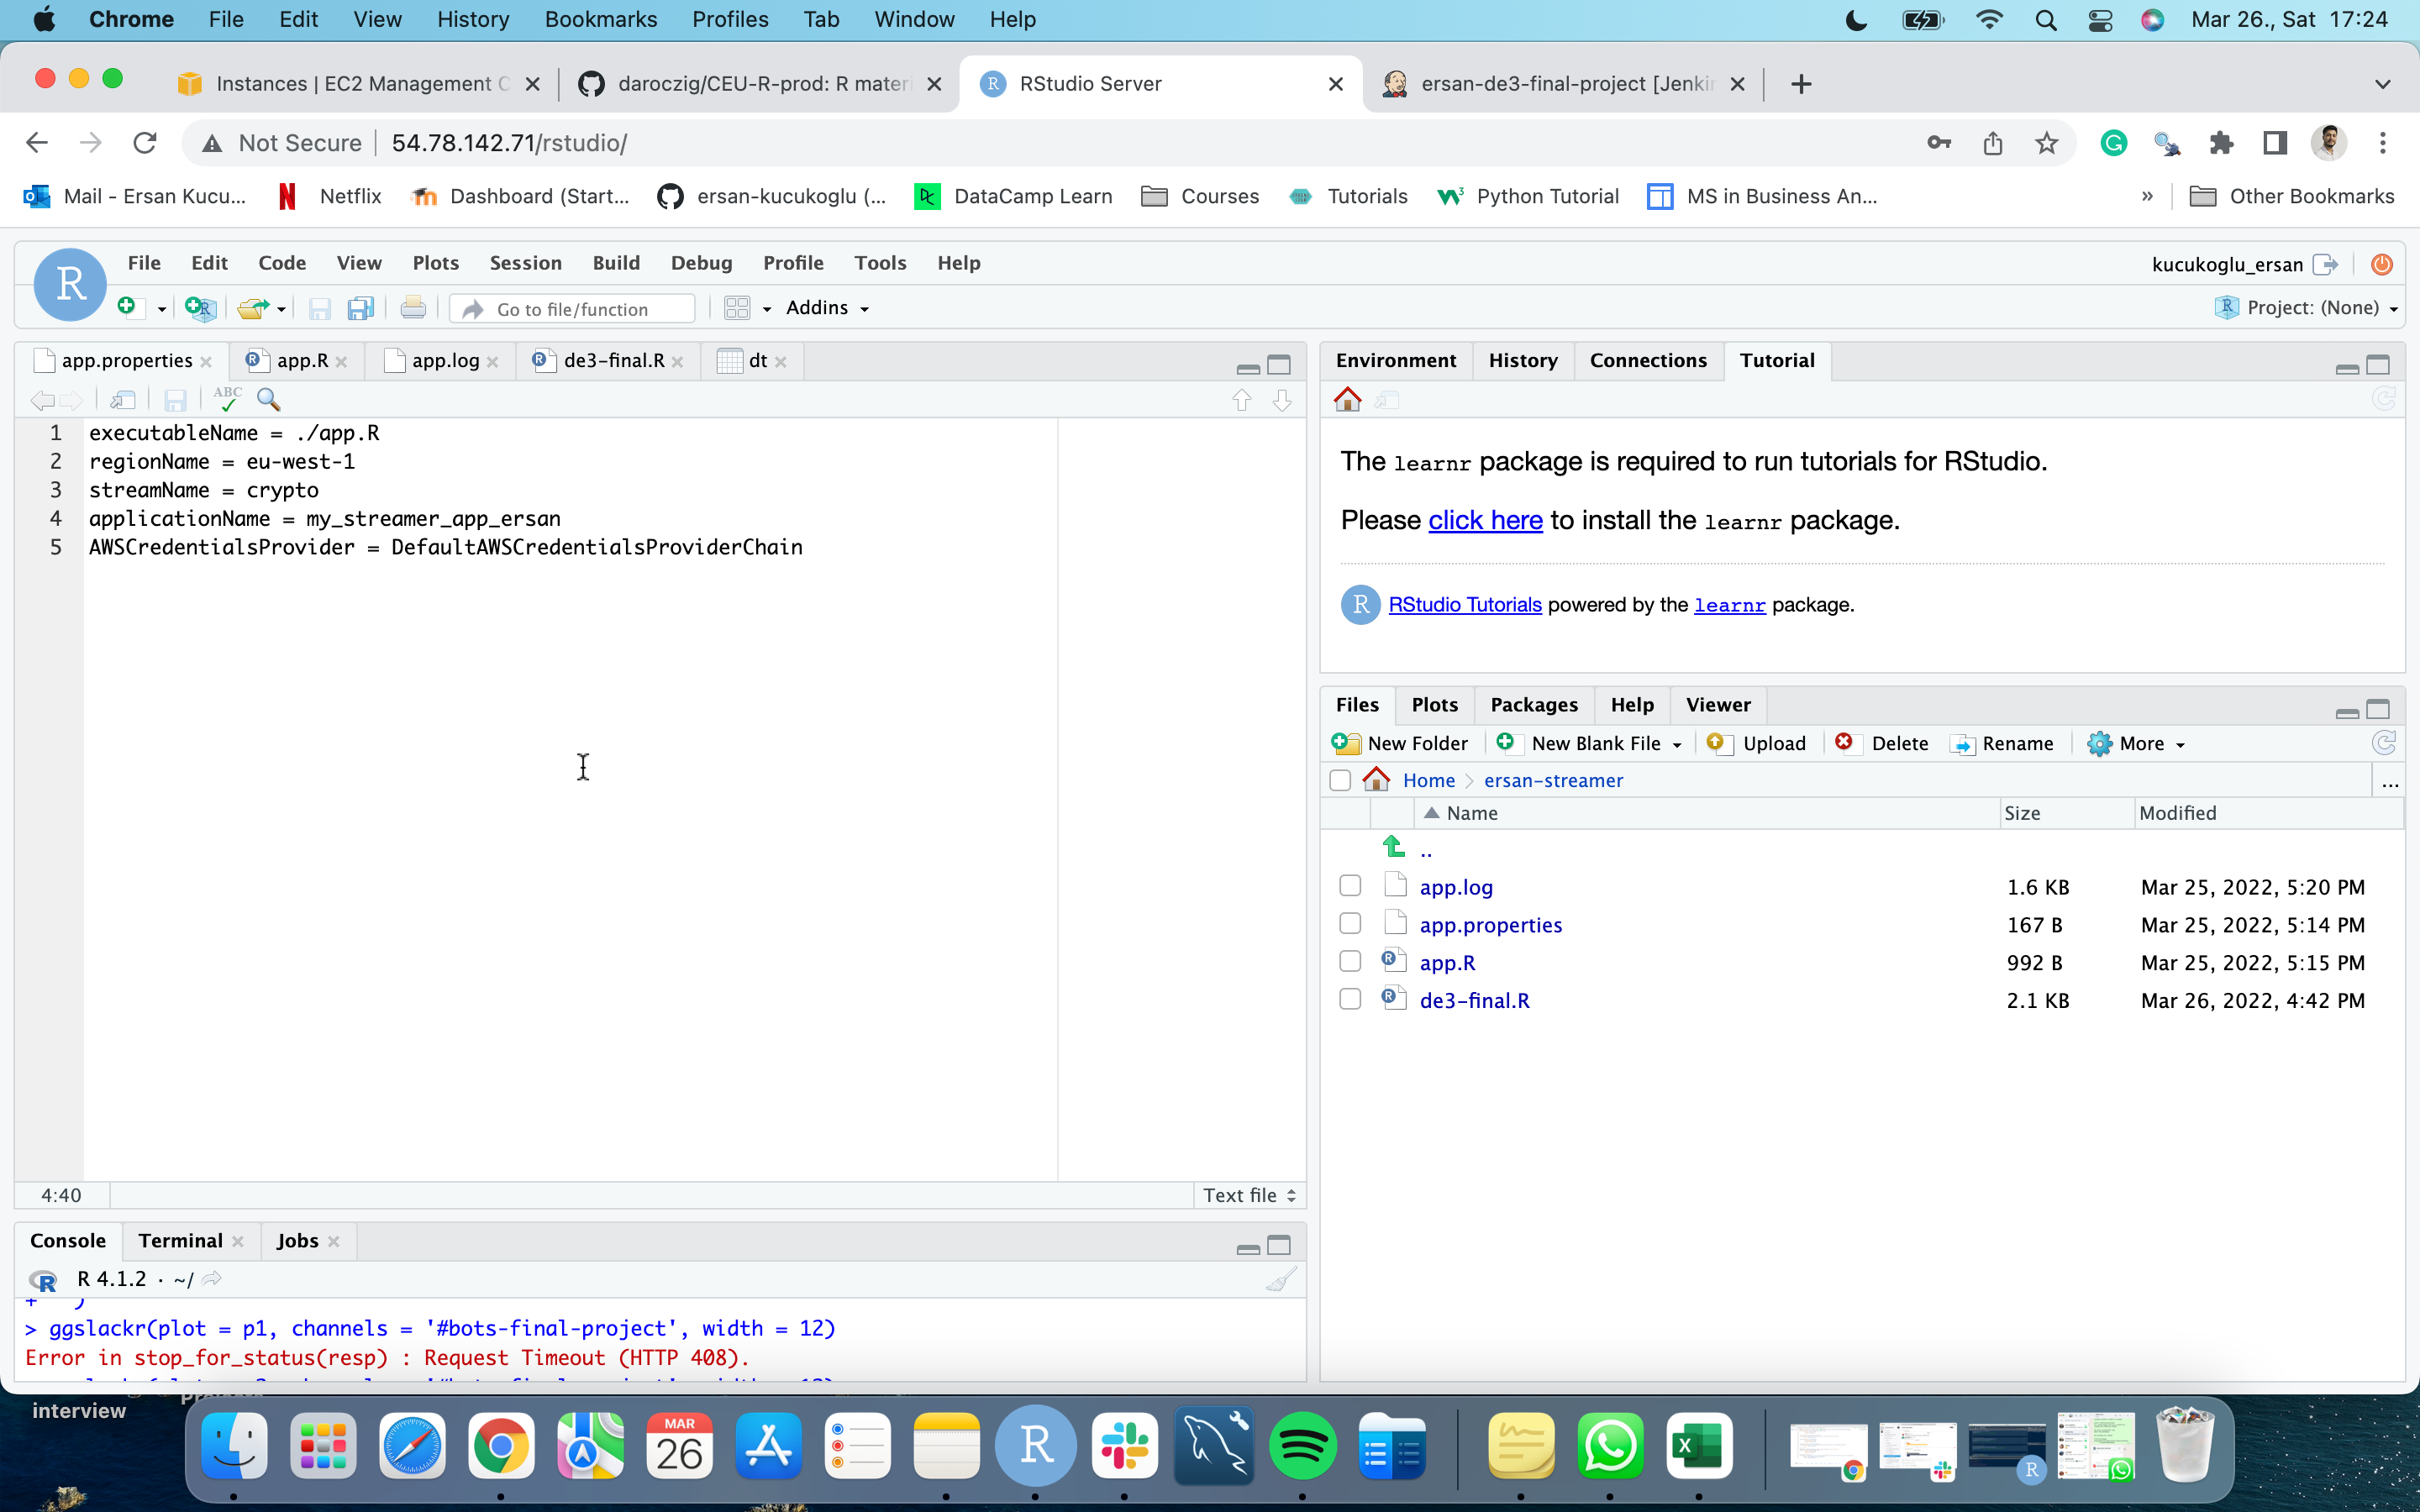 Chrome File Edit View History Bookmarks Profiles Tab Window Help Mar 26., Sat 17:24
Instances | EC2 Management C daroczig/CEU-R-prod: R mater RStudio Server ersan-de3-final-project [Jenki
Not Secure 54.78.142.71/rstudio/
Mail - Ersan Kucu... Netflix Dashboard (Start... ersan-kucukoglu (... DataCamp Learn Courses Tutorials Python Tutorial MS in Business An... » Other Bookmarks
R File Edit Code View Plots Session Build Debug Profile Tools Help kucukoglu_ersan
Go to file/function Addins Project: (None)
app.properties app.R app.log de3-final.R dt
ABC
1 executableName = ./app.R
2 regionName = eu-west-1
3 streamName = crypto
4 applicationName = my_streamer_app_ersan
5 AWSCredentialsProvider = DefaultAWSCredentialsProviderChain
4:40 Text file
Console Terminal Jobs
R 4.1.2 · ~/
+ )
> ggslackr(plot = p1, channels = '#bots-final-project', width = 12)
Error in stop_for_status(resp) : Request Timeout (HTTP 408).
Environment History Connections Tutorial
The learnr package is required to run tutorials for RStudio.
Please click here to install the learnr package.
R RStudio Tutorials powered by the learnr package.
Files Plots Packages Help Viewer
New Folder New Blank File Upload Delete Rename More
Home ersan-streamer ...
Name Size Modified
..
app.log 1.6 KB Mar 25, 2022, 5:20 PM
app.properties 167 B Mar 25, 2022, 5:14 PM
app.R 992 B Mar 25, 2022, 5:15 PM
de3-final.R 2.1 KB Mar 26, 2022, 4:42 PM
interview
MAR
26
R